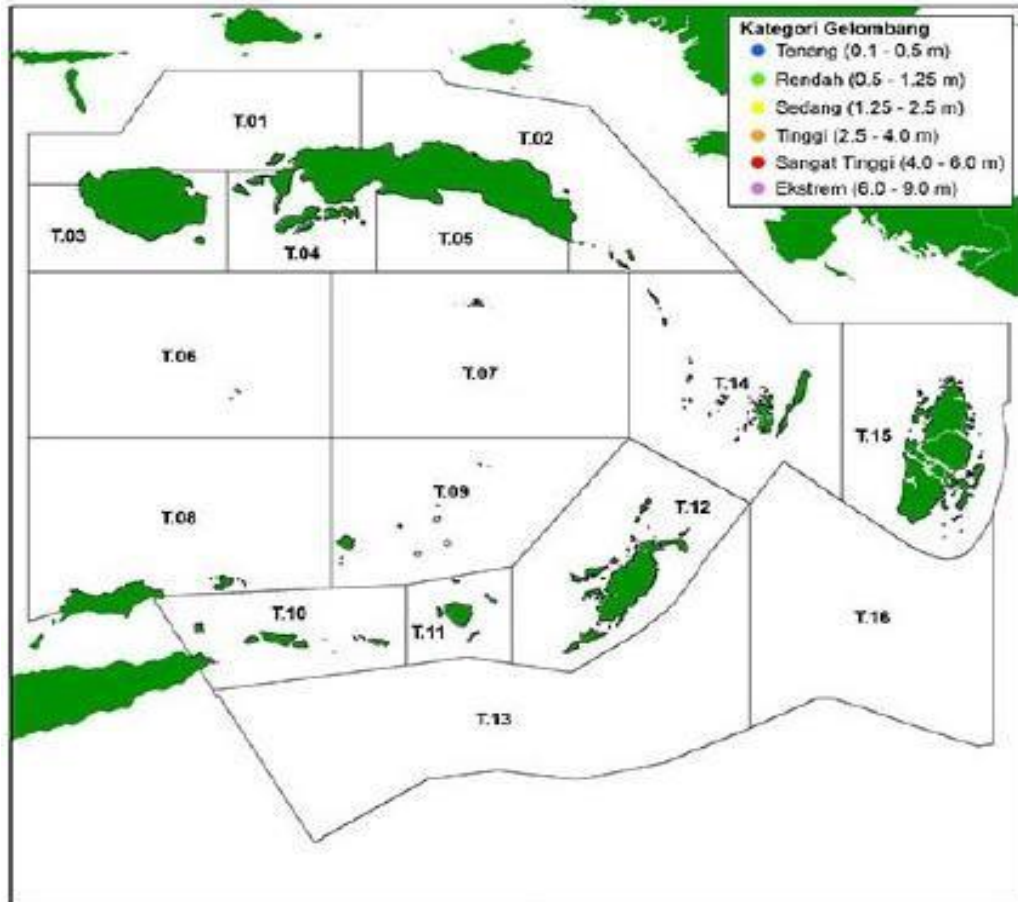 Kategori Gelombang
Tenang (0.1 - 0.5 m)
Rendah (0.5 - 1.25 m)
Sedang (1.25 - 2.5 m)
Tinggi (2.5 - 4.0 m)
Sangat Tinggi (4.0 - 6.0 m)
Ekstrem (6.0 - 9.0 m)
T.01
T.02
T.03
T.04
T.05
T.06
T.07
T.14
T.15
T.08
T.09
T.12
T.10
T.11
T.16
T.13